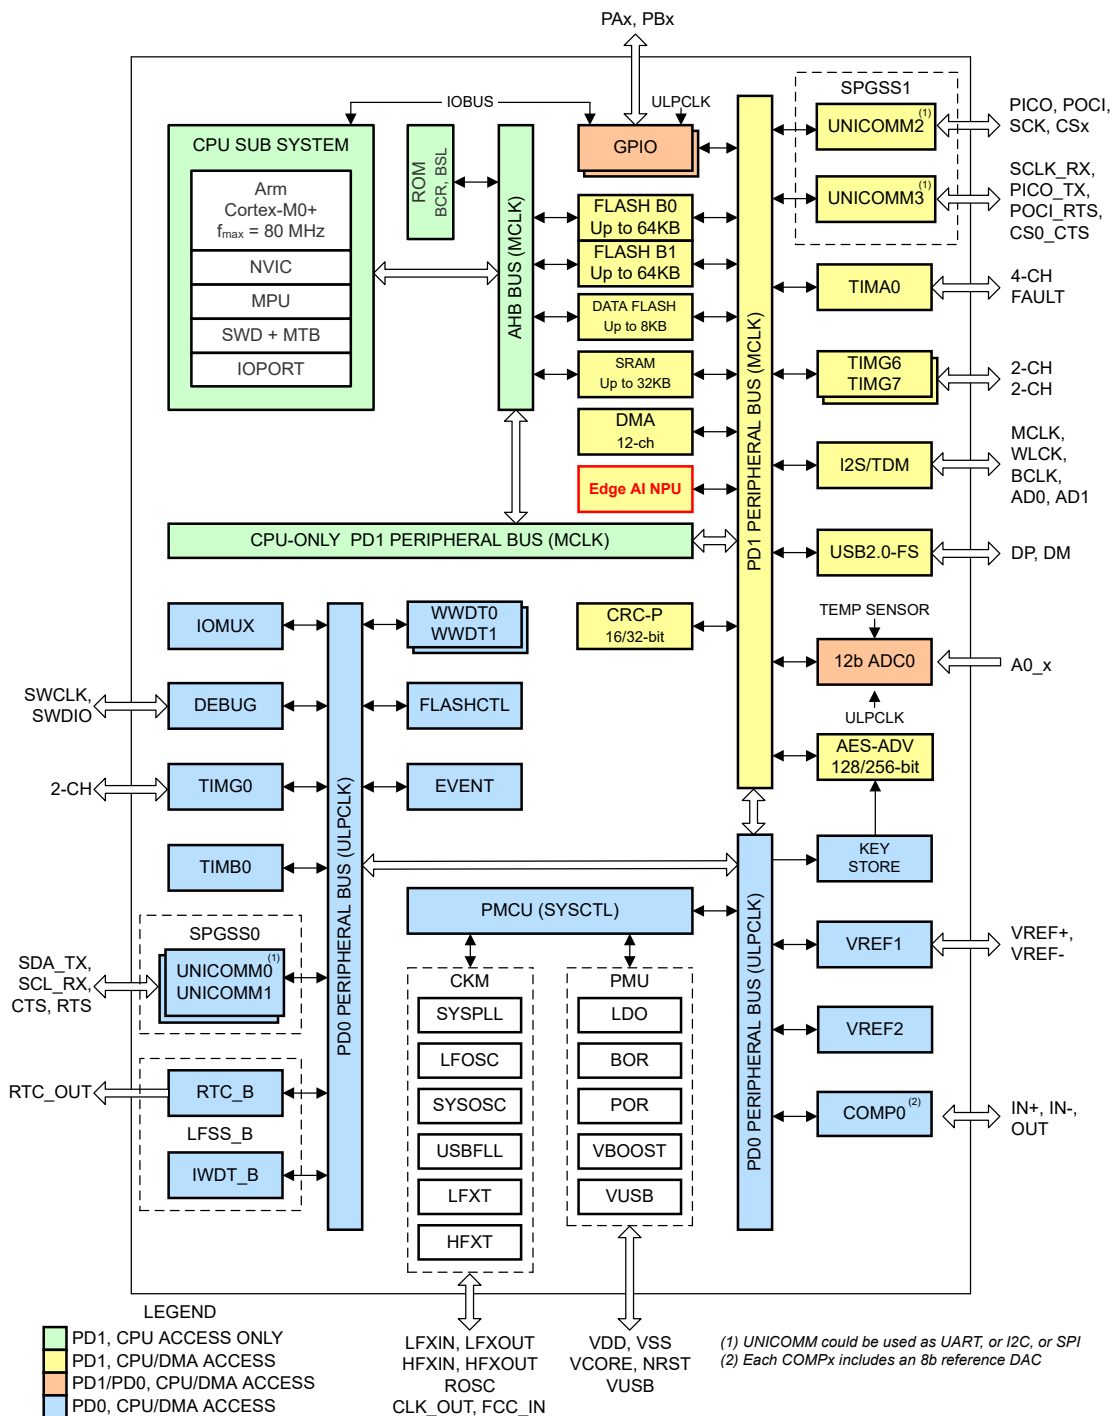 PAx, PBx
IOBUS
ULPCLK
CPU SUB SYSTEM
Arm
Cortex-M0+
fmax = 80 MHz
NVIC
MPU
SWD + MTB
IOPORT
ROM
BCR, BSL
AHB BUS (MCLK)
GPIO
FLASH B0
Up to 64KB
FLASH B1
Up to 64KB
DATA FLASH
Up to 8KB
SRAM
Up to 32KB
DMA
12-ch
Edge AI NPU
CPU-ONLY PD1 PERIPHERAL BUS (MCLK)
CRC-P
16/32-bit
PD1 PERIPHERAL BUS (MCLK)
SPGSS1
UNICOMM2 (1)
PICO, POCI,
SCK, CSx
UNICOMM3 (1)
SCLK_RX,
PICO_TX,
POCI_RTS,
CS0_CTS
TIMA0
4-CH
FAULT
TIMG6
TIMG7
2-CH
2-CH
I2S/TDM
MCLK,
WLCK,
BCLK,
AD0, AD1
USB2.0-FS
DP, DM
TEMP SENSOR
12b ADC0
A0_x
ULPCLK
AES-ADV
128/256-bit
KEY
STORE
IOMUX
WWDT0
WWDT1
SWCLK,
SWDIO
DEBUG
FLASHCTL
2-CH
TIMG0
EVENT
TIMB0
PD0 PERIPHERAL BUS (ULPCLK)
SPGSS0
SDA_TX,
SCL_RX,
CTS, RTS
UNICOMM0 (1)
UNICOMM1
RTC_OUT
RTC_B
LFSS_B
IWDT_B
PMCU (SYSCTL)
CKM
SYSPLL
LFOSC
SYSOSC
USBFLL
LFXT
HFXT
PMU
LDO
BOR
POR
VBOOST
VUSB
PD0 PERIPHERAL BUS (ULPCLK)
VREF1
VREF+,
VREF-
VREF2
COMP0 (2)
IN+, IN-,
OUT
LEGEND
PD1, CPU ACCESS ONLY
PD1, CPU/DMA ACCESS
PD1/PD0, CPU/DMA ACCESS
PD0, CPU/DMA ACCESS
LFXIN, LFXOUT
HFXIN, HFXOUT
ROSC
CLK_OUT, FCC_IN
VDD, VSS
VCORE, NRST
VUSB
(1) UNICOMM could be used as UART, or I2C, or SPI
(2) Each COMPx includes an 8b reference DAC